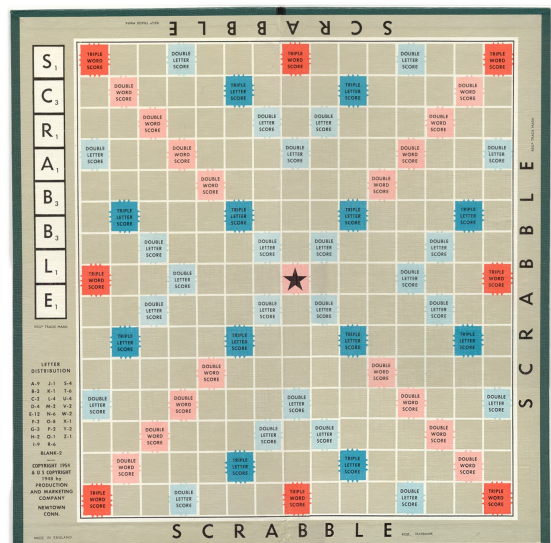 SCRABBLE
TRIPLE DOUBLE TRIPLE DOUBLE TRIPLE
WORD LETTER WORD LETTER WORD
SCORE SCORE SCORE SCORE SCORE
DOUBLE TRIPLE TRIPLE DOUBLE
WORD LETTER LETTER WORD
SCORE SCORE SCORE SCORE
DOUBLE DOUBLE DOUBLE DOUBLE
WORD LETTER LETTER WORD
SCORE SCORE SCORE SCORE
DOUBLE DOUBLE DOUBLE DOUBLE DOUBLE
LETTER WORD LETTER WORD LETTER
SCORE SCORE SCORE SCORE SCORE
DOUBLE DOUBLE
WORD WORD
SCORE SCORE
TRIPLE TRIPLE TRIPLE TRIPLE
LETTER LETTER LETTER LETTER
SCORE SCORE SCORE SCORE
DOUBLE DOUBLE DOUBLE DOUBLE
LETTER LETTER LETTER LETTER
SCORE SCORE SCORE SCORE
TRIPLE DOUBLE DOUBLE TRIPLE
WORD LETTER LETTER WORD
SCORE SCORE SCORE SCORE
DOUBLE DOUBLE DOUBLE DOUBLE
LETTER LETTER LETTER LETTER
SCORE SCORE SCORE SCORE
TRIPLE TRIPLE TRIPLE TRIPLE
LETTER LETTER LETTER LETTER
SCORE SCORE SCORE SCORE
DOUBLE DOUBLE
WORD WORD
SCORE SCORE
DOUBLE DOUBLE DOUBLE DOUBLE DOUBLE
LETTER WORD LETTER WORD LETTER
SCORE SCORE SCORE SCORE SCORE
DOUBLE DOUBLE DOUBLE DOUBLE
WORD LETTER LETTER WORD
SCORE SCORE SCORE SCORE
DOUBLE TRIPLE TRIPLE DOUBLE
WORD LETTER LETTER WORD
SCORE SCORE SCORE SCORE
TRIPLE DOUBLE TRIPLE DOUBLE TRIPLE
WORD LETTER WORD LETTER WORD
SCORE SCORE SCORE SCORE SCORE
S1
C3
R1
A1
B3
B3
L1
E1
LETTER
DISTRIBUTION
A-9 J-1 S-4
B-2 K-1 T-6
C-2 L-4 U-4
D-4 M-2 V-2
E-12 N-6 W-2
F-2 O-8 X-1
G-3 P-2 Y-2
H-2 Q-1 Z-1
I-9 R-6
BLANK-2
COPYRIGHT 1954
& U S COPYRIGHT
1948 by
PRODUCTION
AND MARKETING
COMPANY
NEWTOWN
CONN.
MADE IN ENGLAND
SCRABBLE
SCRABBLE